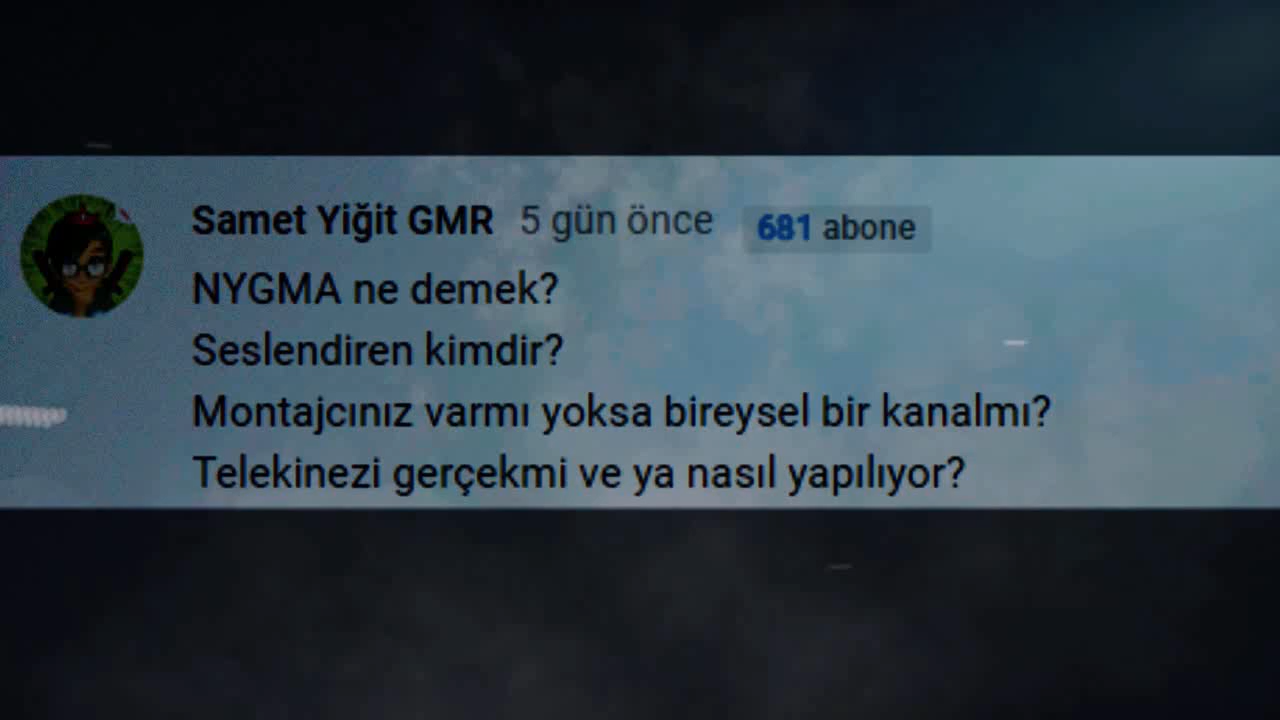 Samet Yiğit GMR 5 gün önce 681 abone
NYGMA ne demek?
Seslendiren kimdir?
Montajcınız varmı yoksa bireysel bir kanalmı?
Telekinezi gerçekmi ve ya nasıl yapılıyor?